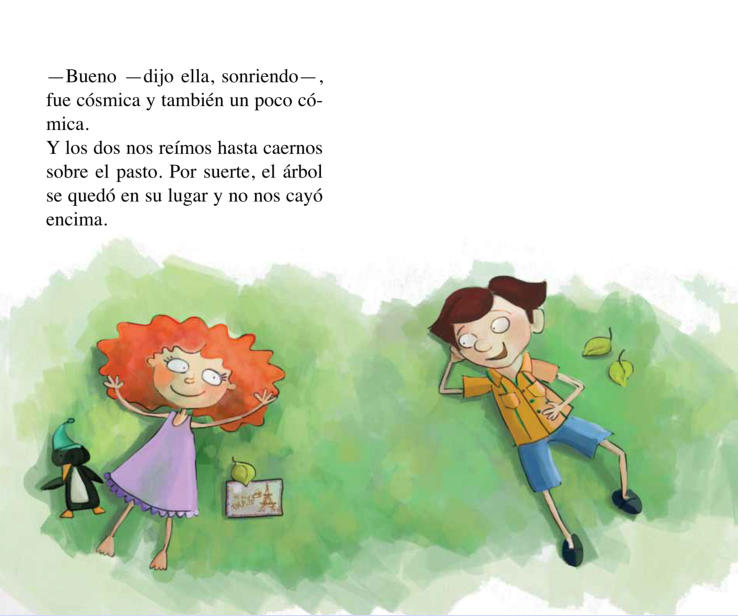 —Bueno —dijo ella, sonriendo—,
fue cósmica y también un poco có-
mica.
Y los dos nos reímos hasta caernos
sobre el pasto. Por suerte, el árbol
se quedó en su lugar y no nos cayó
encima.